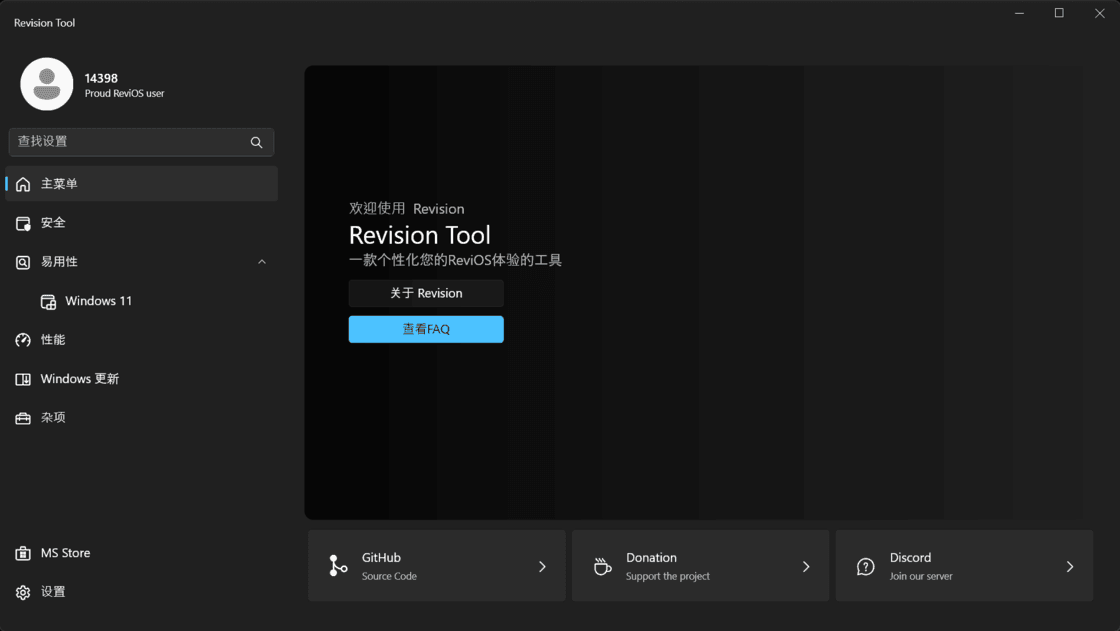 Revision Tool
14398
Proud ReviOS user
查找设置
主菜单
安全
易用性
Windows 11
性能
Windows 更新
杂项
MS Store
设置
欢迎使用 Revision
Revision Tool
一款个性化您的ReviOS体验的工具
关于 Revision
查看FAQ
GitHub
Source Code
Donation
Support the project
Discord
Join our server